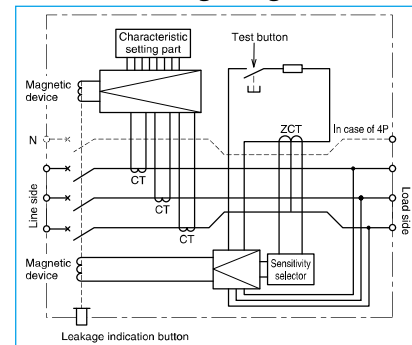 Characteristic
setting part
Test button
Magnetic
device
N
ZCT
In case of 4P
CT
CT
CT
Line side
Load side
Magnetic
device
Sensitivity
selector
Leakage indication button